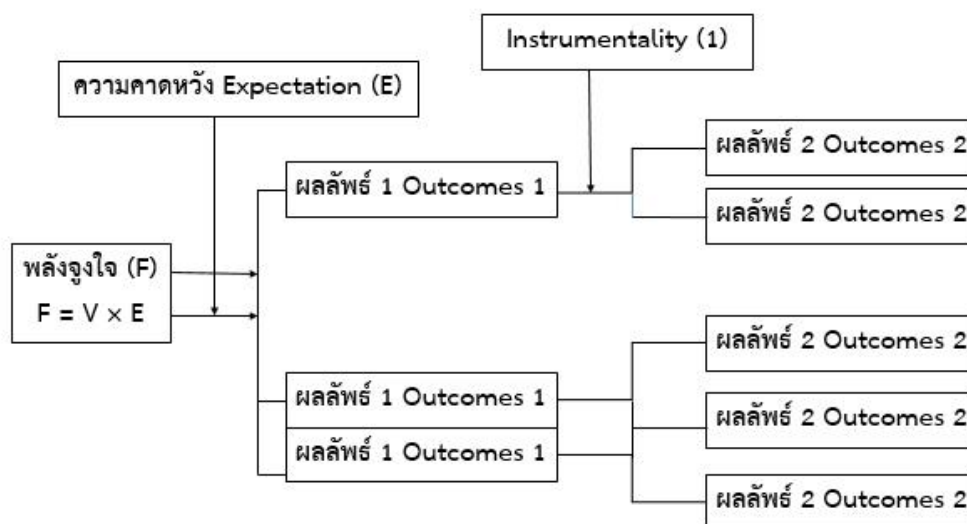 Instrumentality (1)
ความคาดหวัง Expectation (E)
ผลลัพธ์ 2 Outcomes 2
ผลลัพธ์ 1 Outcomes 1
ผลลัพธ์ 2 Outcomes 2
พลังจูงใจ (F)
F = V × E
ผลลัพธ์ 2 Outcomes 2
ผลลัพธ์ 1 Outcomes 1
ผลลัพธ์ 2 Outcomes 2
ผลลัพธ์ 1 Outcomes 1
ผลลัพธ์ 2 Outcomes 2